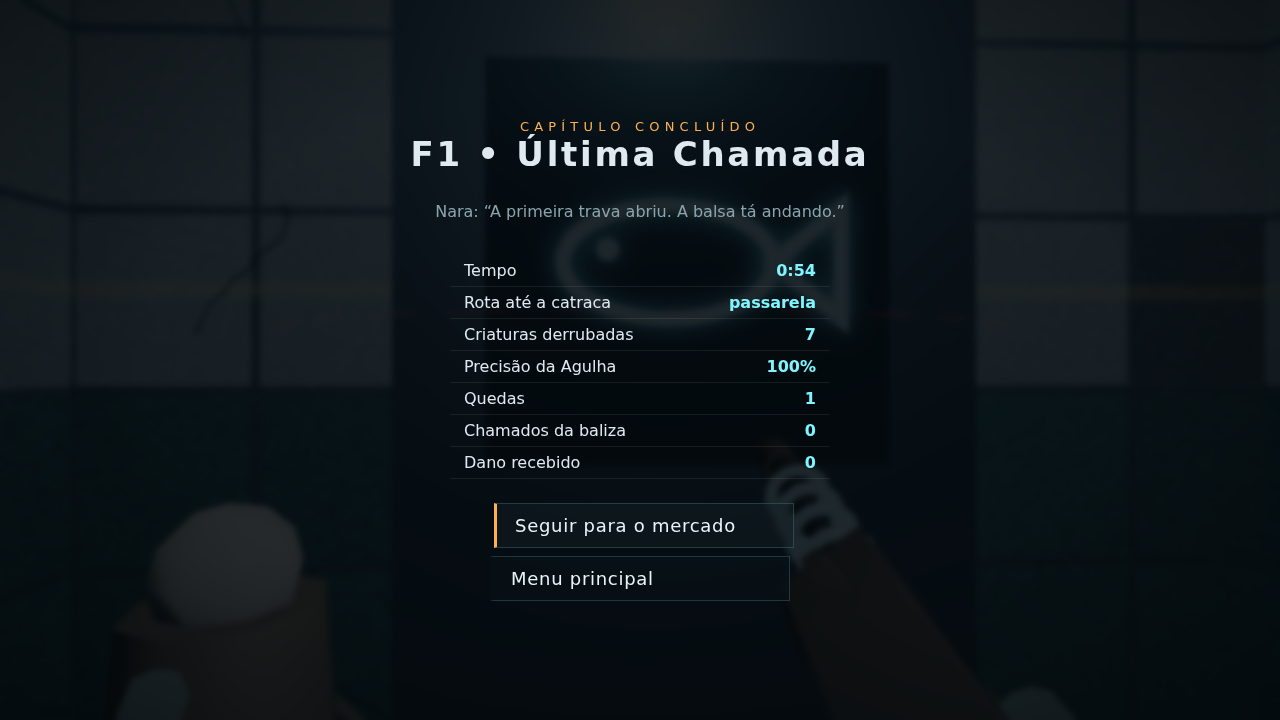 CAPÍTULO CONCLUÍDO
F1 • Última Chamada
Nara: “A primeira trava abriu. A balsa tá andando.”
Tempo 0:54
Rota até a catraca passarela
Criaturas derrubadas 7
Precisão da Agulha 100%
Quedas 1
Chamados da baliza 0
Dano recebido 0
Seguir para o mercado
Menu principal